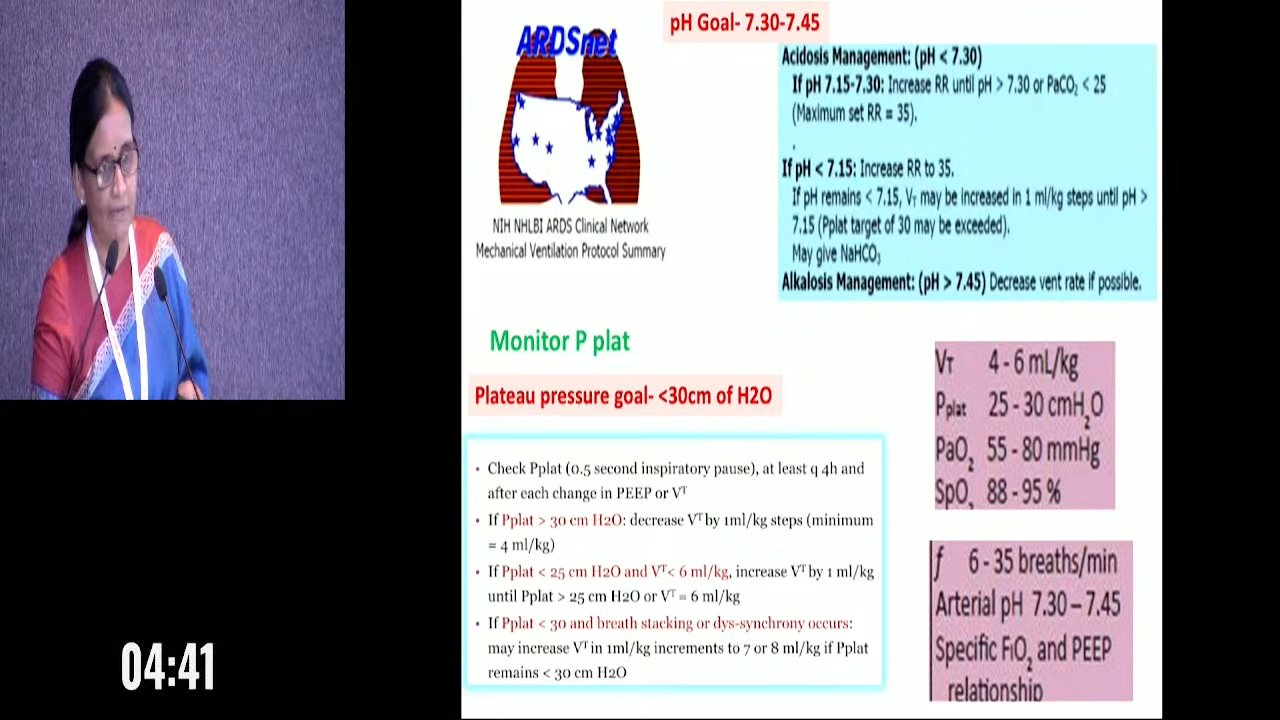 ARDSnet
NIH NHLBI ARDS Clinical Network
Mechanical Ventilation Protocol Summary
pH Goal- 7.30-7.45
Acidosis Management: (pH < 7.30)
If pH 7.15-7.30: Increase RR until pH > 7.30 or PaCO2 < 25
(Maximum set RR = 35).
.
If pH < 7.15: Increase RR to 35.
If pH remains < 7.15, VT may be increased in 1 ml/kg steps until pH >
7.15 (Pplat target of 30 may be exceeded).
May give NaHCO3
Alkalosis Management: (pH > 7.45) Decrease vent rate if possible.
Monitor P plat
Plateau pressure goal- <30cm of H2O
• Check Pplat (0.5 second inspiratory pause), at least q 4h and
after each change in PEEP or VT
• If Pplat > 30 cm H2O: decrease VT by 1ml/kg steps (minimum
= 4 ml/kg)
• If Pplat < 25 cm H2O and VT< 6 ml/kg, increase VT by 1 ml/kg
until Pplat > 25 cm H2O or VT = 6 ml/kg
• If Pplat < 30 and breath stacking or dys-synchrony occurs:
may increase VT in 1ml/kg increments to 7 or 8 ml/kg if Pplat
remains < 30 cm H2O
VT 4 - 6 mL/kg
Pplat 25 - 30 cmH2O
PaO2 55 - 80 mmHg
SpO2 88 - 95 %
f 6 - 35 breaths/min
Arterial pH 7.30 – 7.45
Specific FiO2 and PEEP
relationship
04:41